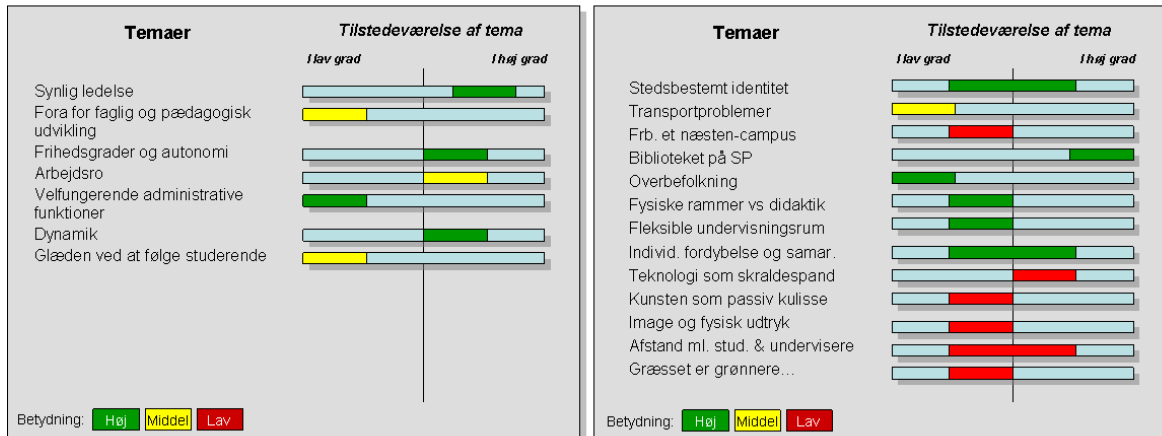 Temaer
Tilstedeværelse af tema
I lav grad
I høj grad
Synlig ledelse
Fora for faglig og pædagogisk
udvikling
Frihedsgrader og autonomi
Arbejdsro
Velfungerende administrative
funktioner
Dynamik
Glæden ved at følge studerende
Betydning: Høj Middel Lav
Temaer
Tilstedeværelse af tema
I lav grad
I høj grad
Stedsbestemt identitet
Transportproblemer
Frb. et næsten-campus
Biblioteket på SP
Overbefolkning
Fysiske rammer vs didaktik
Fleksible undervisningsrum
Individ. fordybelse og samar.
Teknologi som skraldespand
Kunsten som passiv kulisse
Image og fysisk udtryk
Afstand ml. stud. & undervisere
Græsset er grønnere...
Betydning: Høj Middel Lav